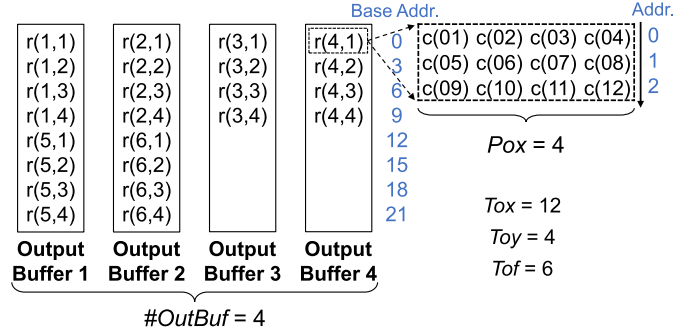 Base Addr.
Addr.
r(1,1) r(2,1) r(3,1) r(4,1) 0 c(01) c(02) c(03) c(04) 0
r(1,2) r(2,2) r(3,2) r(4,2) 3 c(05) c(06) c(07) c(08) 1
r(1,3) r(2,3) r(3,3) r(4,3) 6 c(09) c(10) c(11) c(12) 2
r(1,4) r(2,4) r(3,4) r(4,4) 9
r(5,1) r(6,1) 12
r(5,2) r(6,2) 15
r(5,3) r(6,3) 18
r(5,4) r(6,4) 21
Pox = 4
Tox = 12
Toy = 4
Tof = 6
Output Output Output Output
Buffer 1 Buffer 2 Buffer 3 Buffer 4
#OutBuf = 4